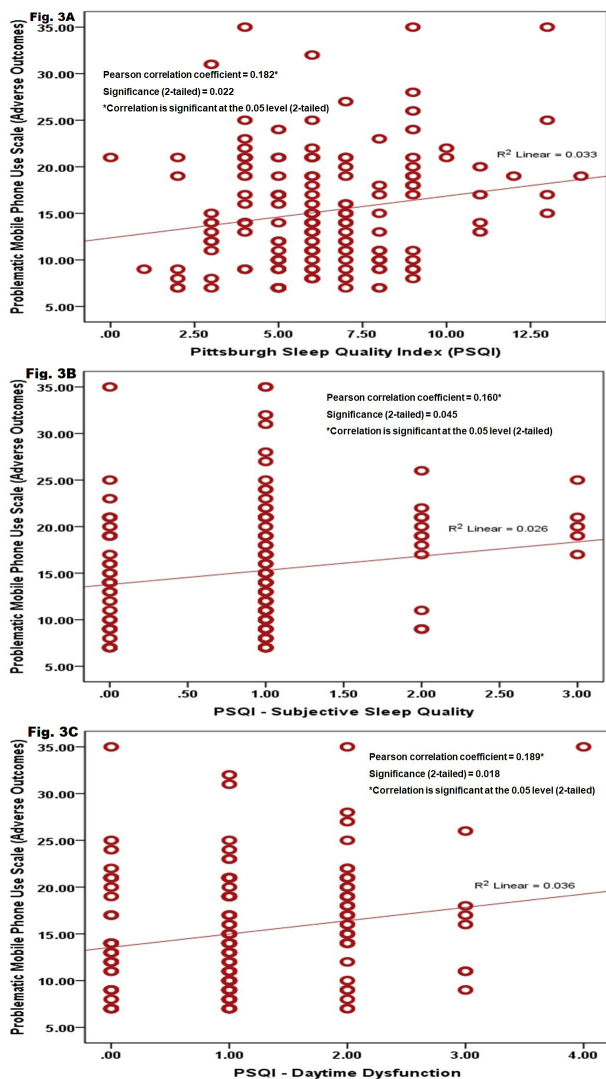 Fig. 3A
Problematic Mobile Phone Use Scale (Adverse Outcomes)
35.00
30.00
25.00
20.00
15.00
10.00
5.00
Pearson correlation coefficient = 0.182*
Significance (2-tailed) = 0.022
*Correlation is significant at the 0.05 level (2-tailed)
R2 Linear = 0.033
.00 2.50 5.00 7.50 10.00 12.50
Pittsburgh Sleep Quality Index (PSQI)
Fig. 3B
Problematic Mobile Phone Use Scale (Adverse Outcomes)
35.00
30.00
25.00
20.00
15.00
10.00
5.00
Pearson correlation coefficient = 0.160*
Significance (2-tailed) = 0.045
*Correlation is significant at the 0.05 level (2-tailed)
R2 Linear = 0.026
.00 .50 1.00 1.50 2.00 2.50 3.00
PSQI - Subjective Sleep Quality
Fig. 3C
Problematic Mobile Phone Use Scale (Adverse Outcomes)
35.00
30.00
25.00
20.00
15.00
10.00
5.00
Pearson correlation coefficient = 0.189*
Significance (2-tailed) = 0.018
*Correlation is significant at the 0.05 level (2-tailed)
R2 Linear = 0.036
.00 1.00 2.00 3.00 4.00
PSQI - Daytime Dysfunction